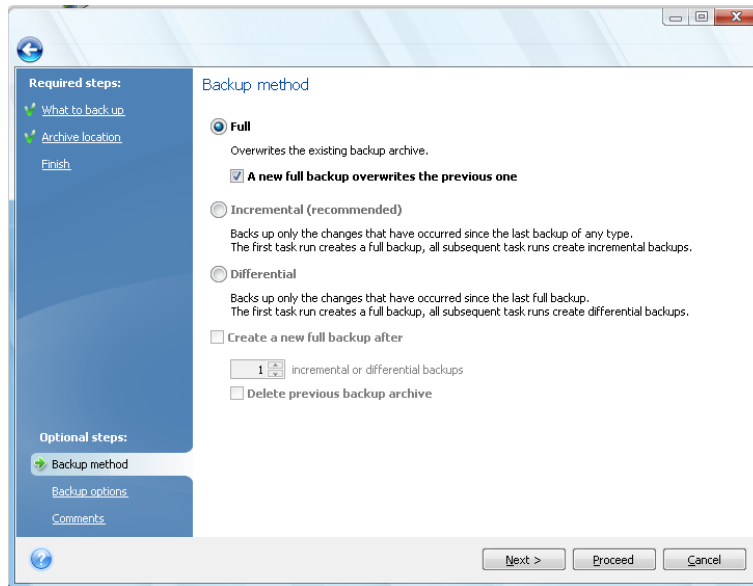 Required steps:
What to back up
Archive location
Finish
Optional steps:
Backup method
Backup options
Comments
Backup method
Full
Overwrites the existing backup archive.
A new full backup overwrites the previous one
Incremental (recommended)
Backs up only the changes that have occurred since the last backup of any type.
The first task run creates a full backup, all subsequent task runs create incremental backups.
Differential
Backs up only the changes that have occurred since the last full backup.
The first task run creates a full backup, all subsequent task runs create differential backups.
Create a new full backup after
1 incremental or differential backups
Delete previous backup archive
Next > Proceed Cancel